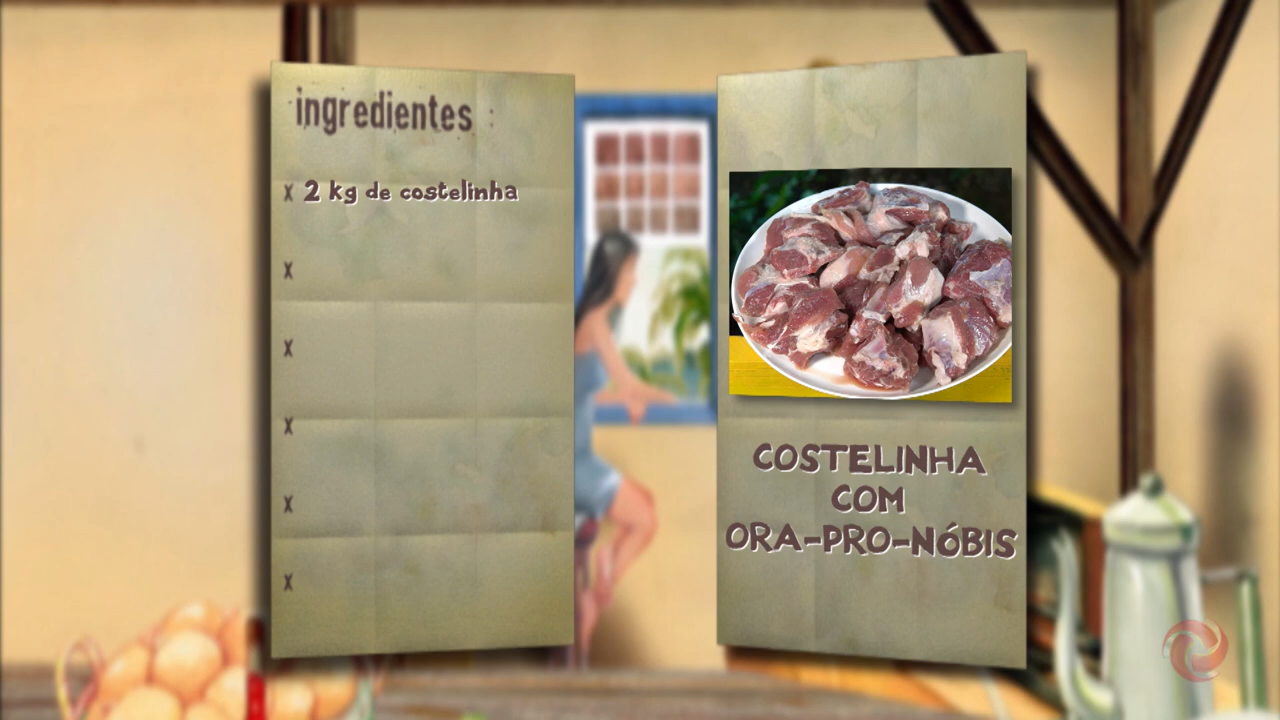 ingredientes :
x 2 kg de costelinha
x
x
x
x
x
COSTELINHA
COM
ORA-PRO-NÓBIS